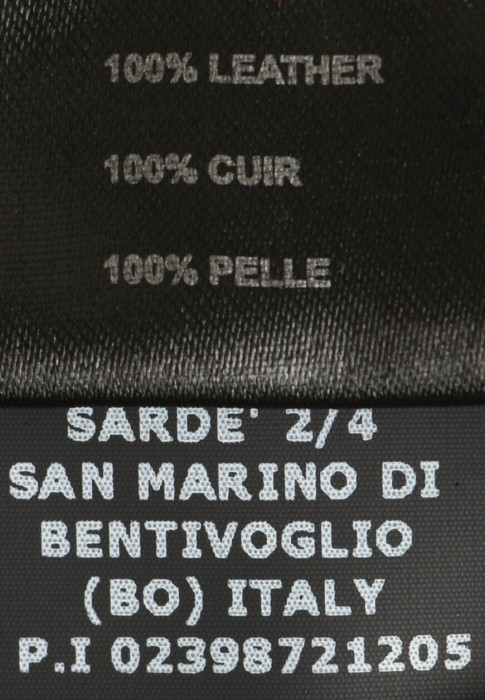 100% LEATHER
100% CUIR
100% PELLE
SARDE' 2/4
SAN MARINO DI
BENTIVOGLIO
(BO) ITALY
P.I 02398721205